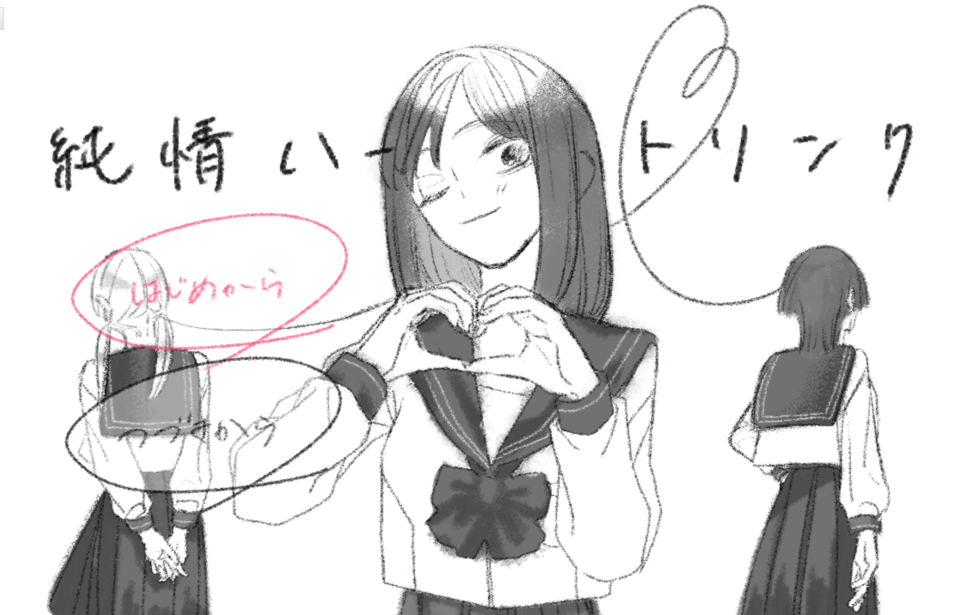 純情ハートリンク
はじめから
つづきから